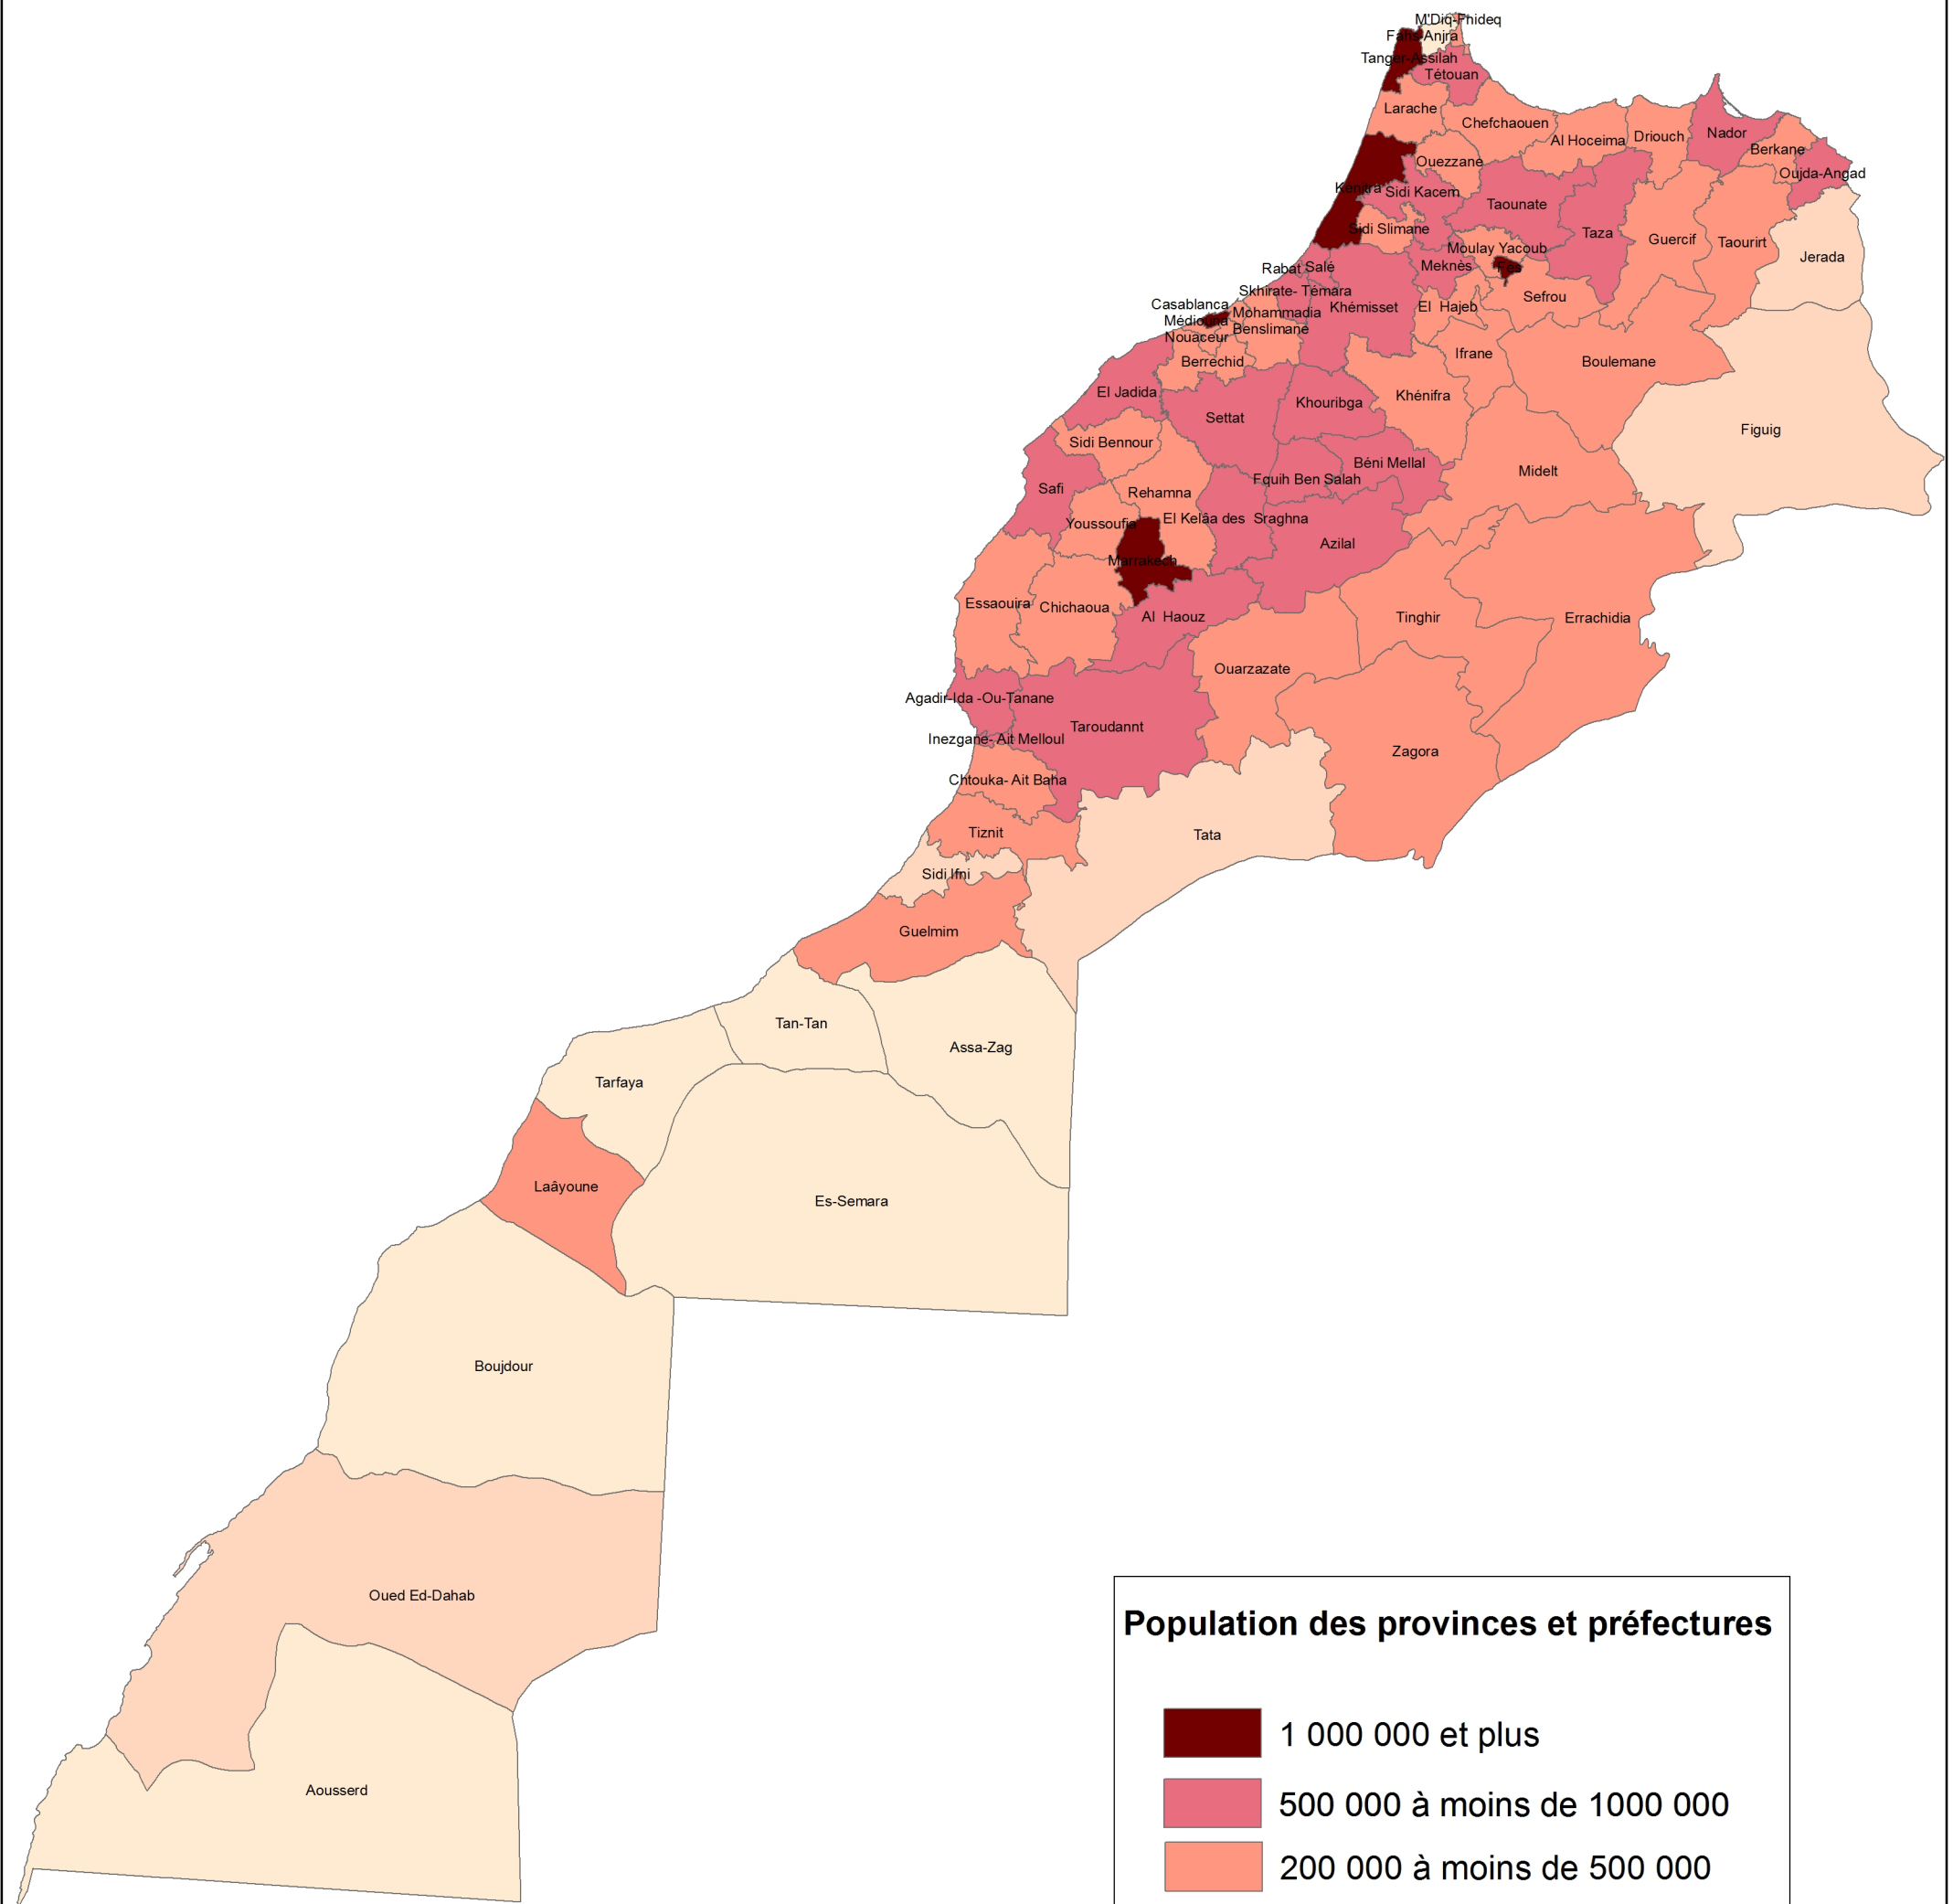 M'Diq-Fnideq
Fahs-Anjra
Tanger-Assilah
Tétouan
Larache
Chefchaouen
Al Hoceima
Driouch
Nador
Berkane
Oujda-Angad
Ouezzane
Kénitra
Sidi Kacem
Taounate
Sidi Slimane
Taza
Guercif
Taourirt
Jerada
Moulay Yacoub
Fès
Meknès
Rabat
Salé
Skhirate- Témara
Khémisset
El Hajeb
Sefrou
Casablanca
Mohammadia
Médiouna
Benslimane
Nouaceur
Berrechid
Ifrane
Boulemane
El Jadida
Settat
Khouribga
Khénifra
Figuig
Sidi Bennour
Béni Mellal
Midelt
Safi
Rehamna
Fquih Ben Salah
Youssoufia
El Kelâa des Sraghna
Azilal
Marrakech
Essaouira
Chichaoua
Al Haouz
Tinghir
Errachidia
Ouarzazate
Agadir-Ida -Ou-Tanane
Taroudannt
Inezgane- Ait Melloul
Zagora
Chtouka- Ait Baha
Tiznit
Tata
Sidi Ifni
Guelmim
Tan-Tan
Assa-Zag
Tarfaya
Laâyoune
Es-Semara
Boujdour
Oued Ed-Dahab
Aousserd
Population des provinces et préfectures
1 000 000 et plus
500 000 à moins de 1000 000
200 000 à moins de 500 000